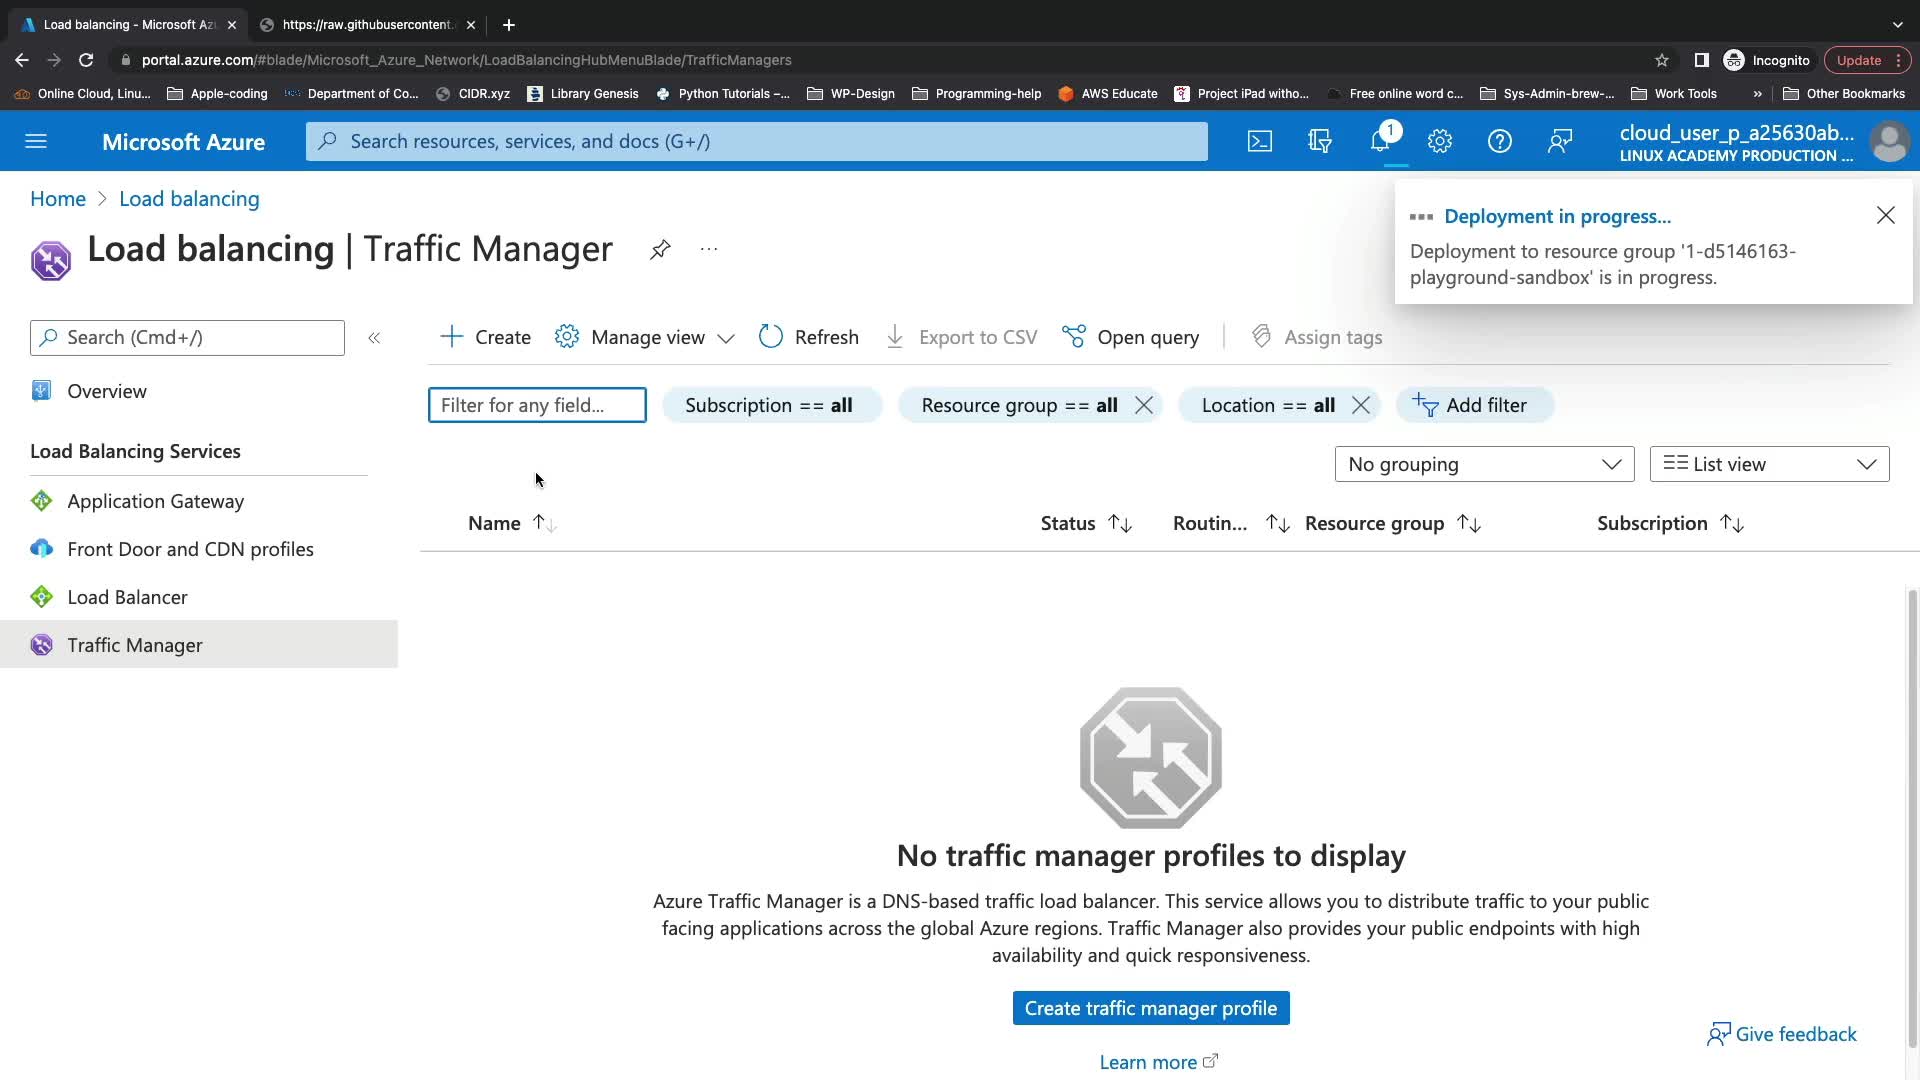 Load balancing - Microsoft Az
https://raw.githubusercontent.
portal.azure.com/#blade/Microsoft_Azure_Network/LoadBalancingHubMenuBlade/TrafficManagers
Incognito
Update
Online Cloud, Linu...
Apple-coding
Department of Co...
CIDR.xyz
Library Genesis
Python Tutorials –...
WP-Design
Programming-help
AWS Educate
Project iPad witho...
Free online word c...
Sys-Admin-brew-...
Work Tools
»
Other Bookmarks
Microsoft Azure
Search resources, services, and docs (G+/)
1
cloud_user_p_a25630ab...
LINUX ACADEMY PRODUCTION ...
Home > Load balancing
Load balancing | Traffic Manager
...
Deployment in progress...
Deployment to resource group '1-d5146163-
playground-sandbox' is in progress.
Search (Cmd+/)
«
Create
Manage view
Refresh
Export to CSV
Open query
Assign tags
Overview
Filter for any field...
Subscription == all
Resource group == all
Location == all
Add filter
Load Balancing Services
No grouping
List view
Application Gateway
Name
Status
Routin...
Resource group
Subscription
Front Door and CDN profiles
Load Balancer
Traffic Manager
No traffic manager profiles to display
Azure Traffic Manager is a DNS-based traffic load balancer. This service allows you to distribute traffic to your public
facing applications across the global Azure regions. Traffic Manager also provides your public endpoints with high
availability and quick responsiveness.
Create traffic manager profile
Give feedback
Learn more